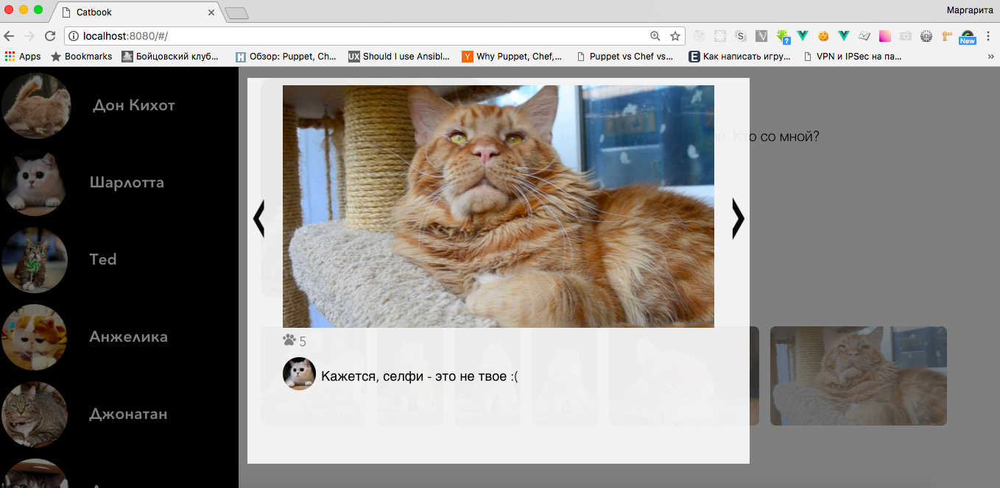 Catbook
Маргарита
localhost:8080/#/
S
V
?
New
Apps
Bookmarks
Бойцовский клуб...
H Обзор: Puppet, Ch...
UX Should I use Ansibl...
Y Why Puppet, Chef,...
Puppet vs Chef vs...
E Как написать игру...
VPN и IPSec на па...
»
Дон Кихот
Шарлотта
Ted
Анжелика
Джонатан
Кто со мной?
5
Кажется, селфи - это не твое :(